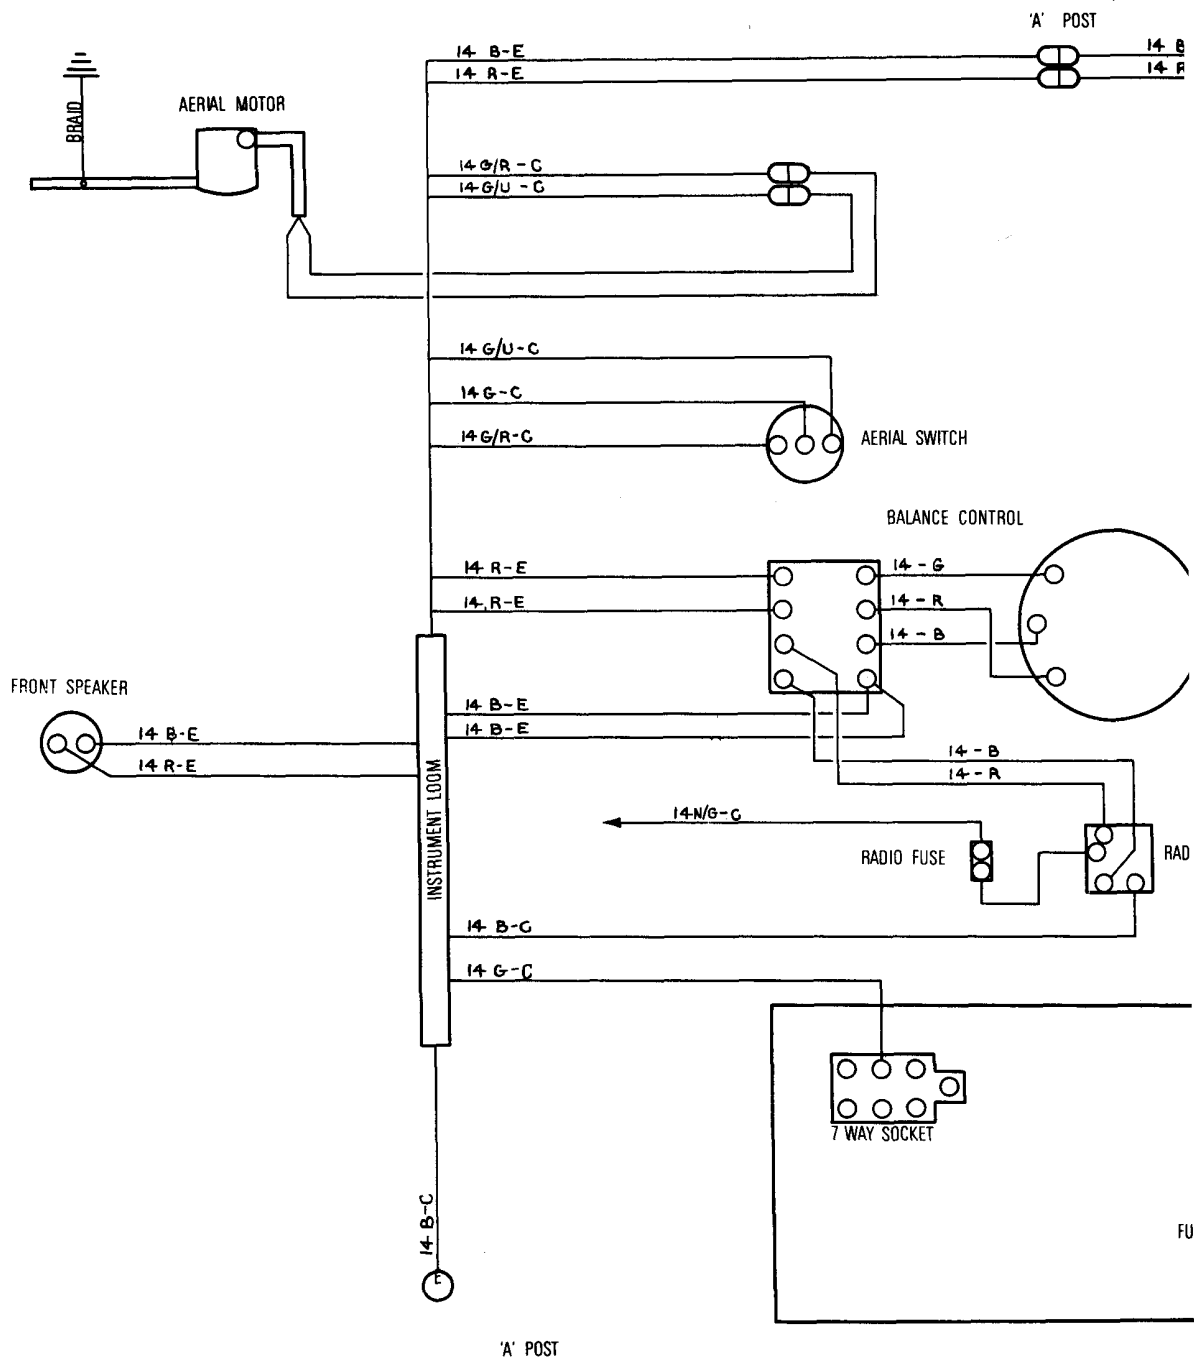 'A' POST
14 B-E
14 B
14 R-E
14 R
BRAID
AERIAL MOTOR
14 G/R-C
14 G/U-C
14 G/U-C
14 G-C
14 G/R-C
AERIAL SWITCH
BALANCE CONTROL
14 R-E
14-G
14.R-E
14-R
14-B
FRONT SPEAKER
14 B-E
14 B-E
14 B-E
14 R-E
INSTRUMENT LOOM
14-B
14-R
14N/G-C
RADIO FUSE
RAD
14 B-C
14 G-C
7 WAY SOCKET
14 B-C
FU
E
'A' POST